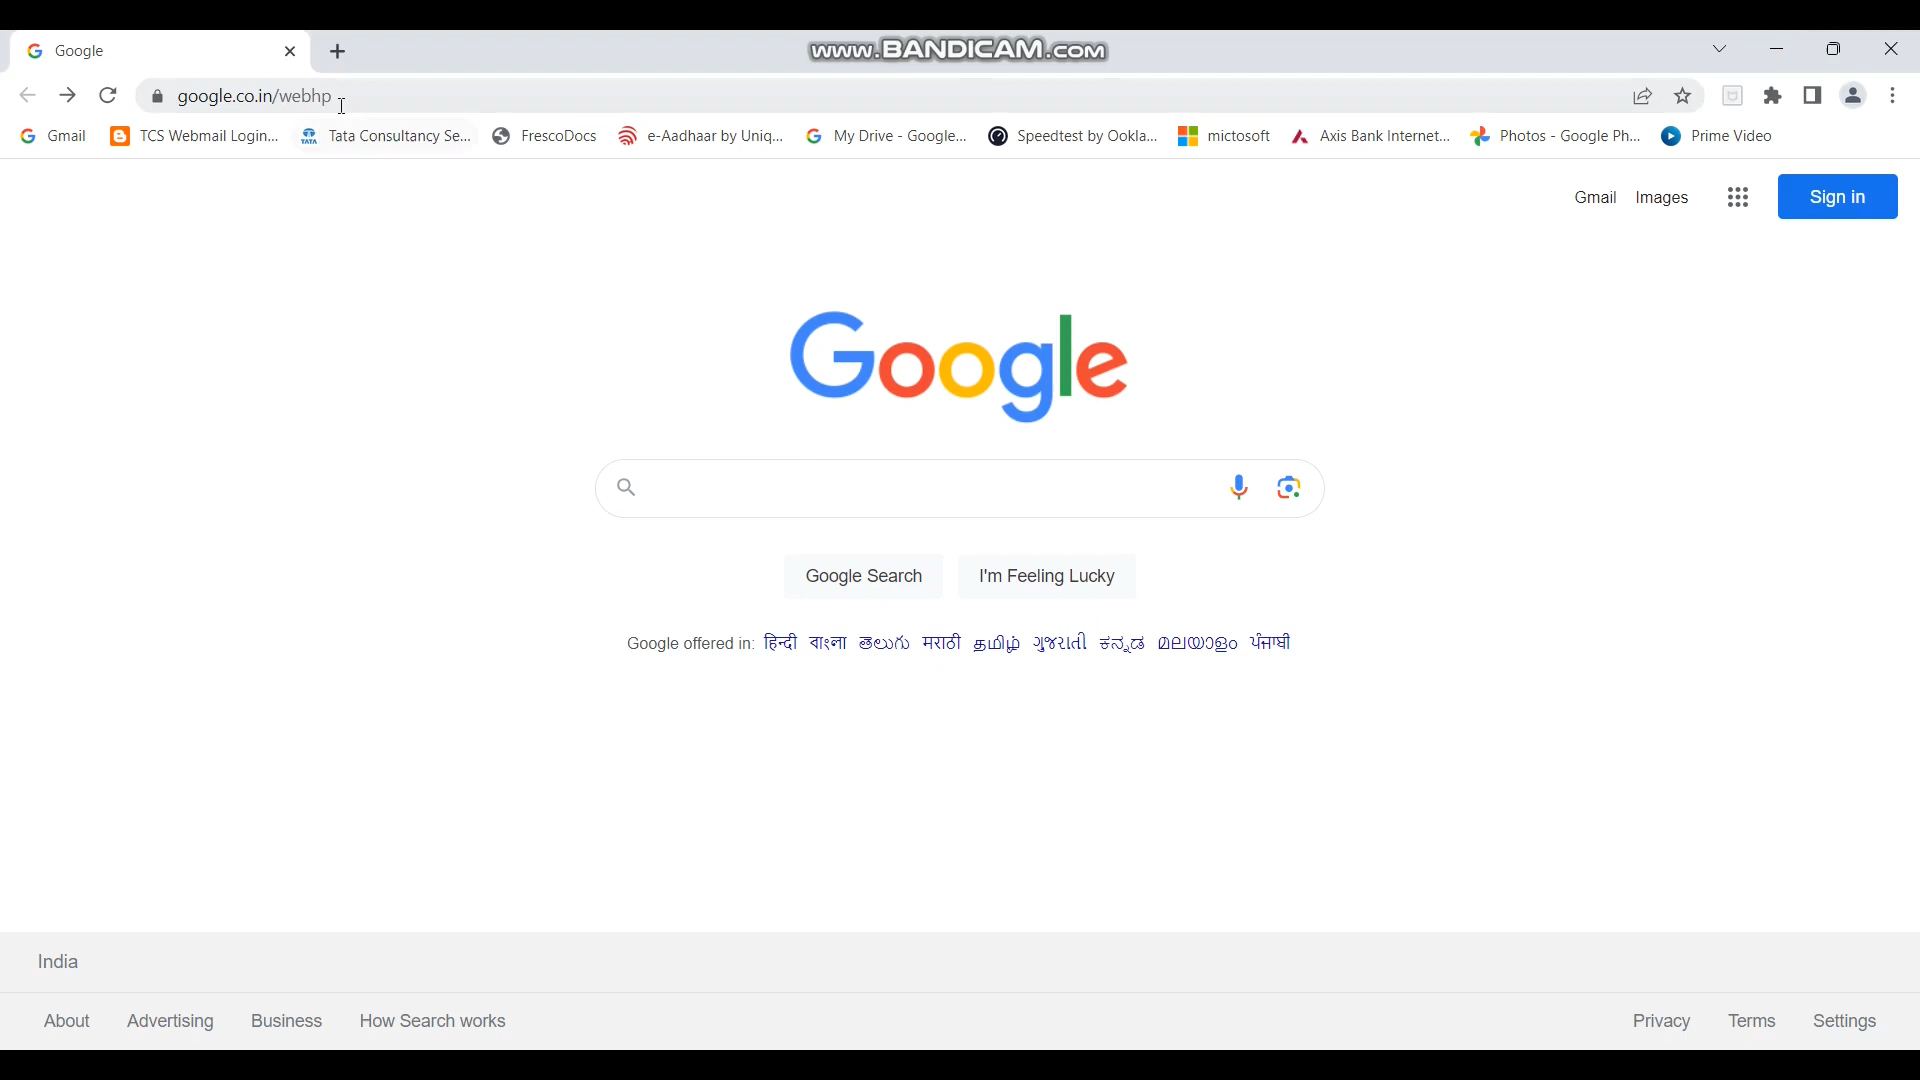 Google
www.BANDICAM.com
google.co.in/webhp
Gmail TCS Webmail Login... Tata Consultancy Se... FrescoDocs e-Aadhaar by Uniq... My Drive - Google... Speedtest by Ookla... mictosoft Axis Bank Internet... Photos - Google Ph... Prime Video
Gmail Images Sign in
Google
Google Search I'm Feeling Lucky
Google offered in: हिन्दी বাংলা తెలుగు मराठी தமிழ் ગુજરાતી ಕನ್ನಡ മലയാളം ਪੰਜਾਬੀ
India
About Advertising Business How Search works Privacy Terms Settings